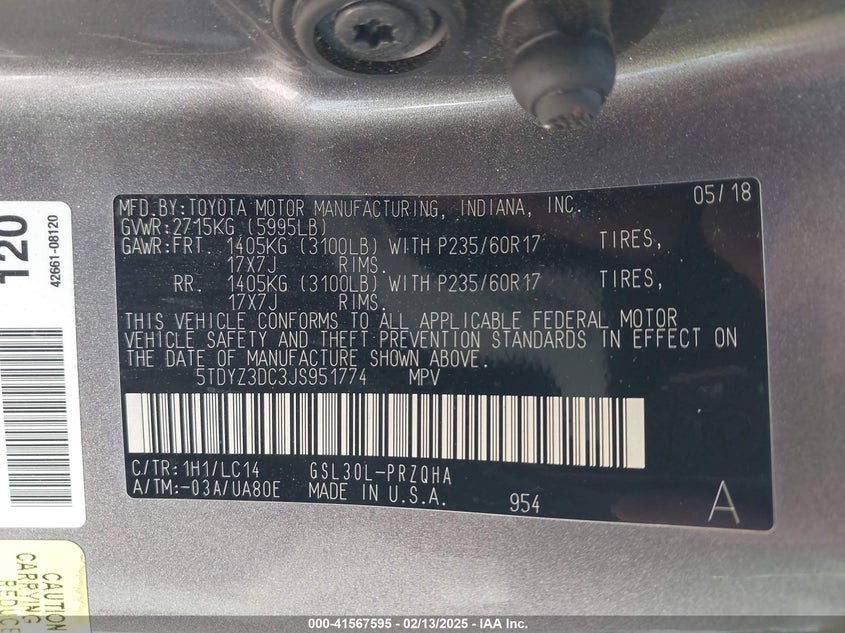 MFD.BY:TOYOTA MOTOR MANUFACTURING, INDIANA, INC. 05/18
GVWR:2715KG (5995LB)
GAWR:FRT. 1405KG (3100LB) WITH P235/60R17 TIRES,
17X7J RIMS.
RR. 1405KG (3100LB) WITH P235/60R17 TIRES,
17X7J RIMS.
THIS VEHICLE CONFORMS TO ALL APPLICABLE FEDERAL MOTOR
VEHICLE SAFETY AND THEFT PREVENTION STANDARDS IN EFFECT ON
THE DATE OF MANUFACTURE SHOWN ABOVE.
5TDYZ3DC3JS951774 MPV
C/TR:1H1/LC14 GSL30L-PRZQHA
A/TM:-03A/UA80E MADE IN U.S.A. 954 A
120
42661-08120
CAUTION
CARRYING
REDUCE
000-41567595 - 02/13/2025 - IAA Inc.